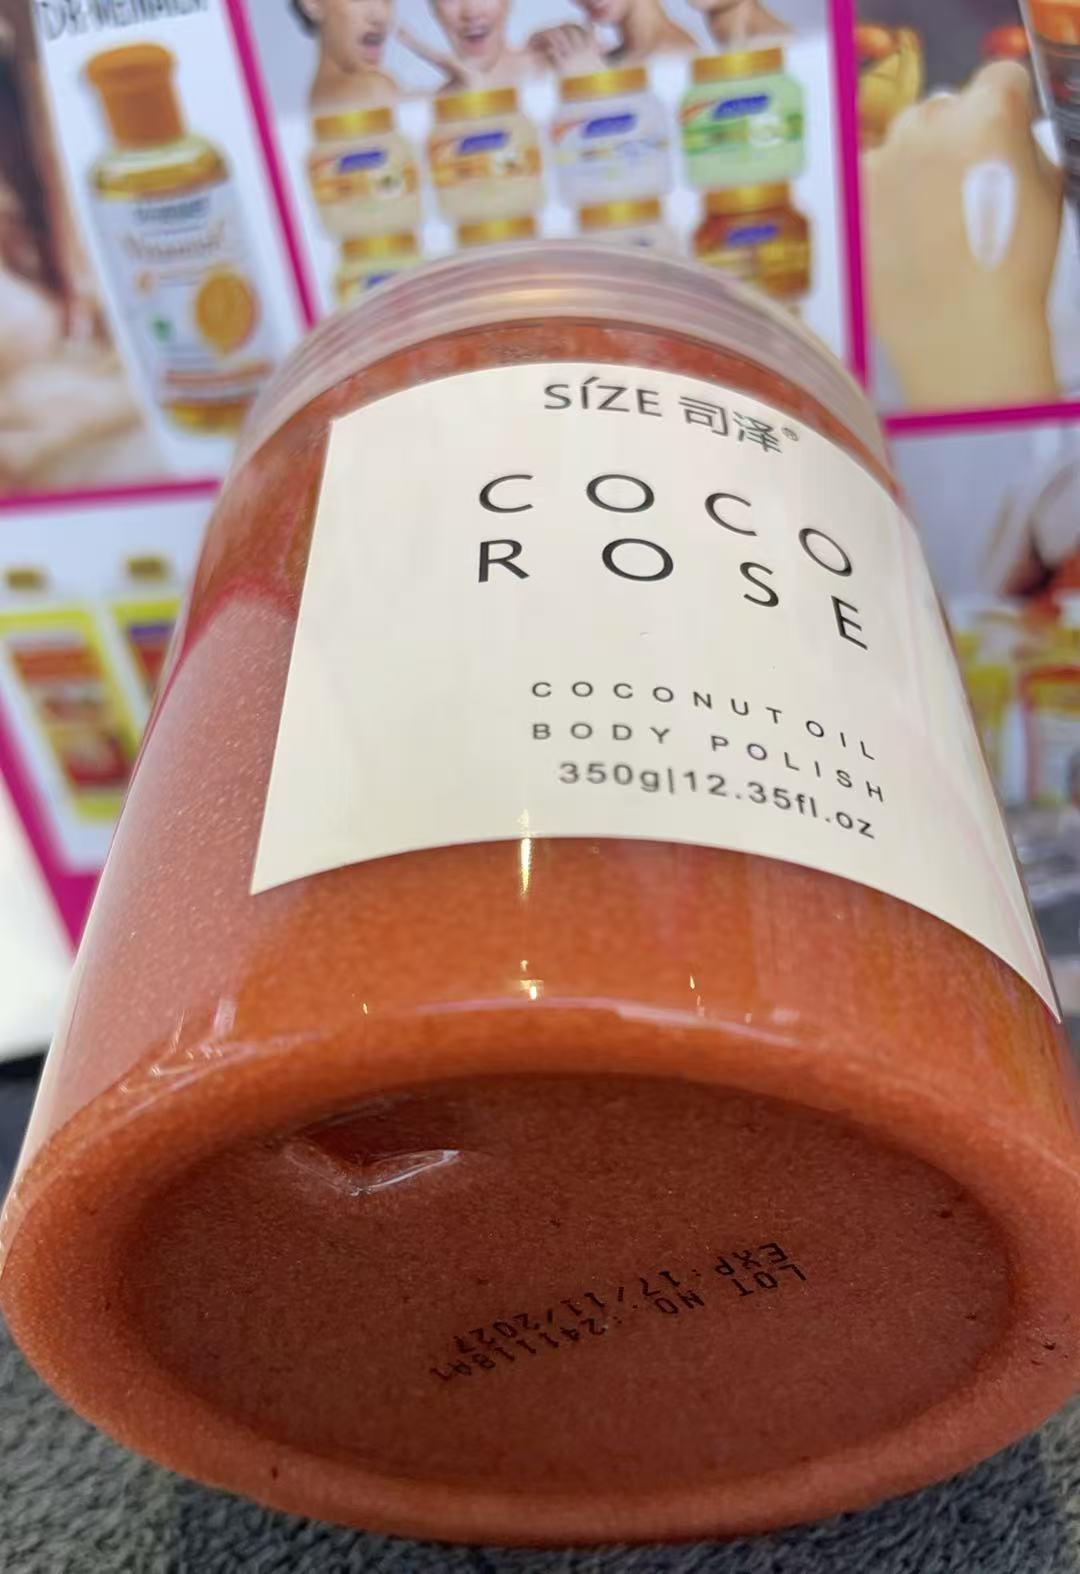 SÍZE 司泽®
COCO
ROSE
COCONUT OIL
BODY POLISH
350g|12.35fl.oz
LOT NO.:241118A1
EXP:17/11/2027